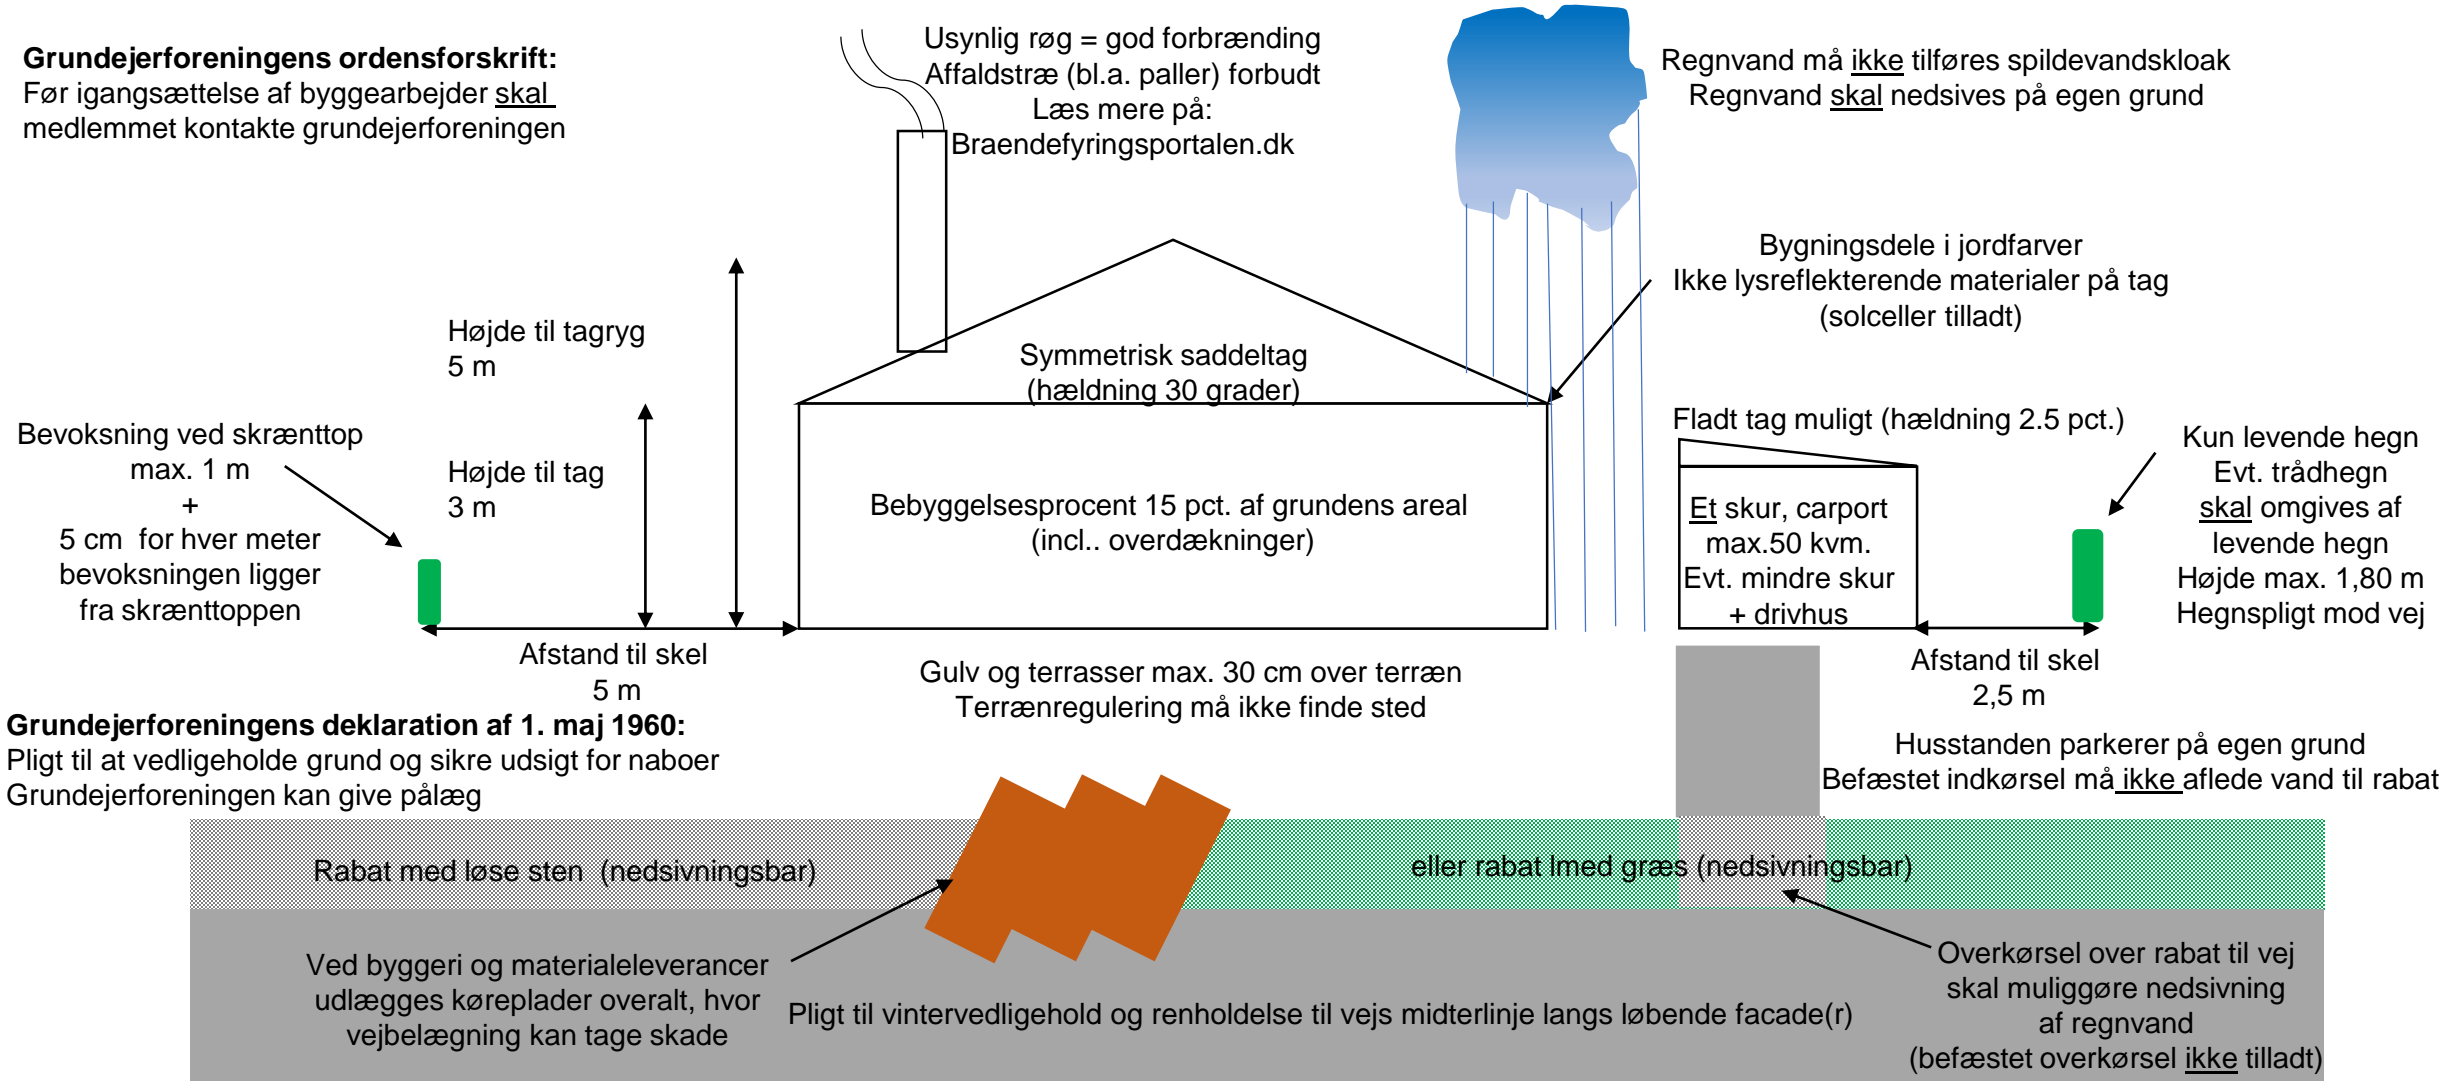 Grundejerforeningens ordensforskrift:
Før igangsættelse af byggearbejder skal
medlemmet kontakte grundejerforeningen
Usynlig røg = god forbrænding
Affaldstræ (bl.a. paller) forbudt
Læs mere på:
Braendefyringsportalen.dk
Regnvand må ikke tilføres spildevandskloak
Regnvand skal nedsives på egen grund
Bygningsdele i jordfarver
Ikke lysreflekterende materialer på tag
(solceller tilladt)
Højde til tagryg
5 m
Symmetrisk saddeltag
(hældning 30 grader)
Bevoksning ved skrænttop
max. 1 m
+
5 cm  for hver meter
bevoksningen ligger
fra skrænttoppen
Højde til tag
3 m
Bebyggelsesprocent 15 pct. af grundens areal
(incl.. overdækninger)
Fladt tag muligt (hældning 2.5 pct.)
Et skur, carport
max.50 kvm.
Evt. mindre skur
+ drivhus
Kun levende hegn
Evt. trådhegn
skal omgives af
levende hegn
Højde max. 1,80 m
Hegnspligt mod vej
Afstand til skel
5 m
Gulv og terrasser max. 30 cm over terræn
Terrænregulering må ikke finde sted
Afstand til skel
2,5 m
Grundejerforeningens deklaration af 1. maj 1960:
Pligt til at vedligeholde grund og sikre udsigt for naboer
Grundejerforeningen kan give pålæg
Husstanden parkerer på egen grund
Befæstet indkørsel må ikke aflede vand til rabat
Rabat med løse sten  (nedsivningsbar)
eller rabat lmed græs (nedsivningsbar)
Ved byggeri og materialeleverancer
udlægges køreplader overalt, hvor
vejbelægning kan tage skade
Pligt til vintervedligehold og renholdelse til vejs midterlinje langs løbende facade(r)
Overkørsel over rabat til vej
skal muliggøre nedsivning
af regnvand
(befæstet overkørsel ikke tilladt)